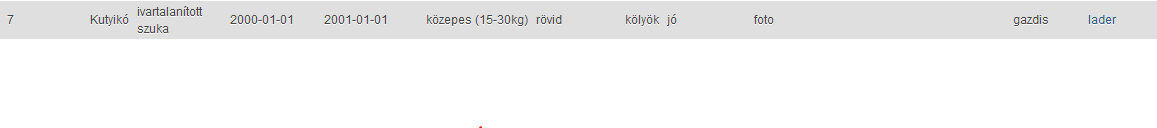 7 Kutyikó ivartalanított szuka 2000-01-01 2001-01-01 közepes (15-30kg) rövid kölyök jó foto gazdis lader